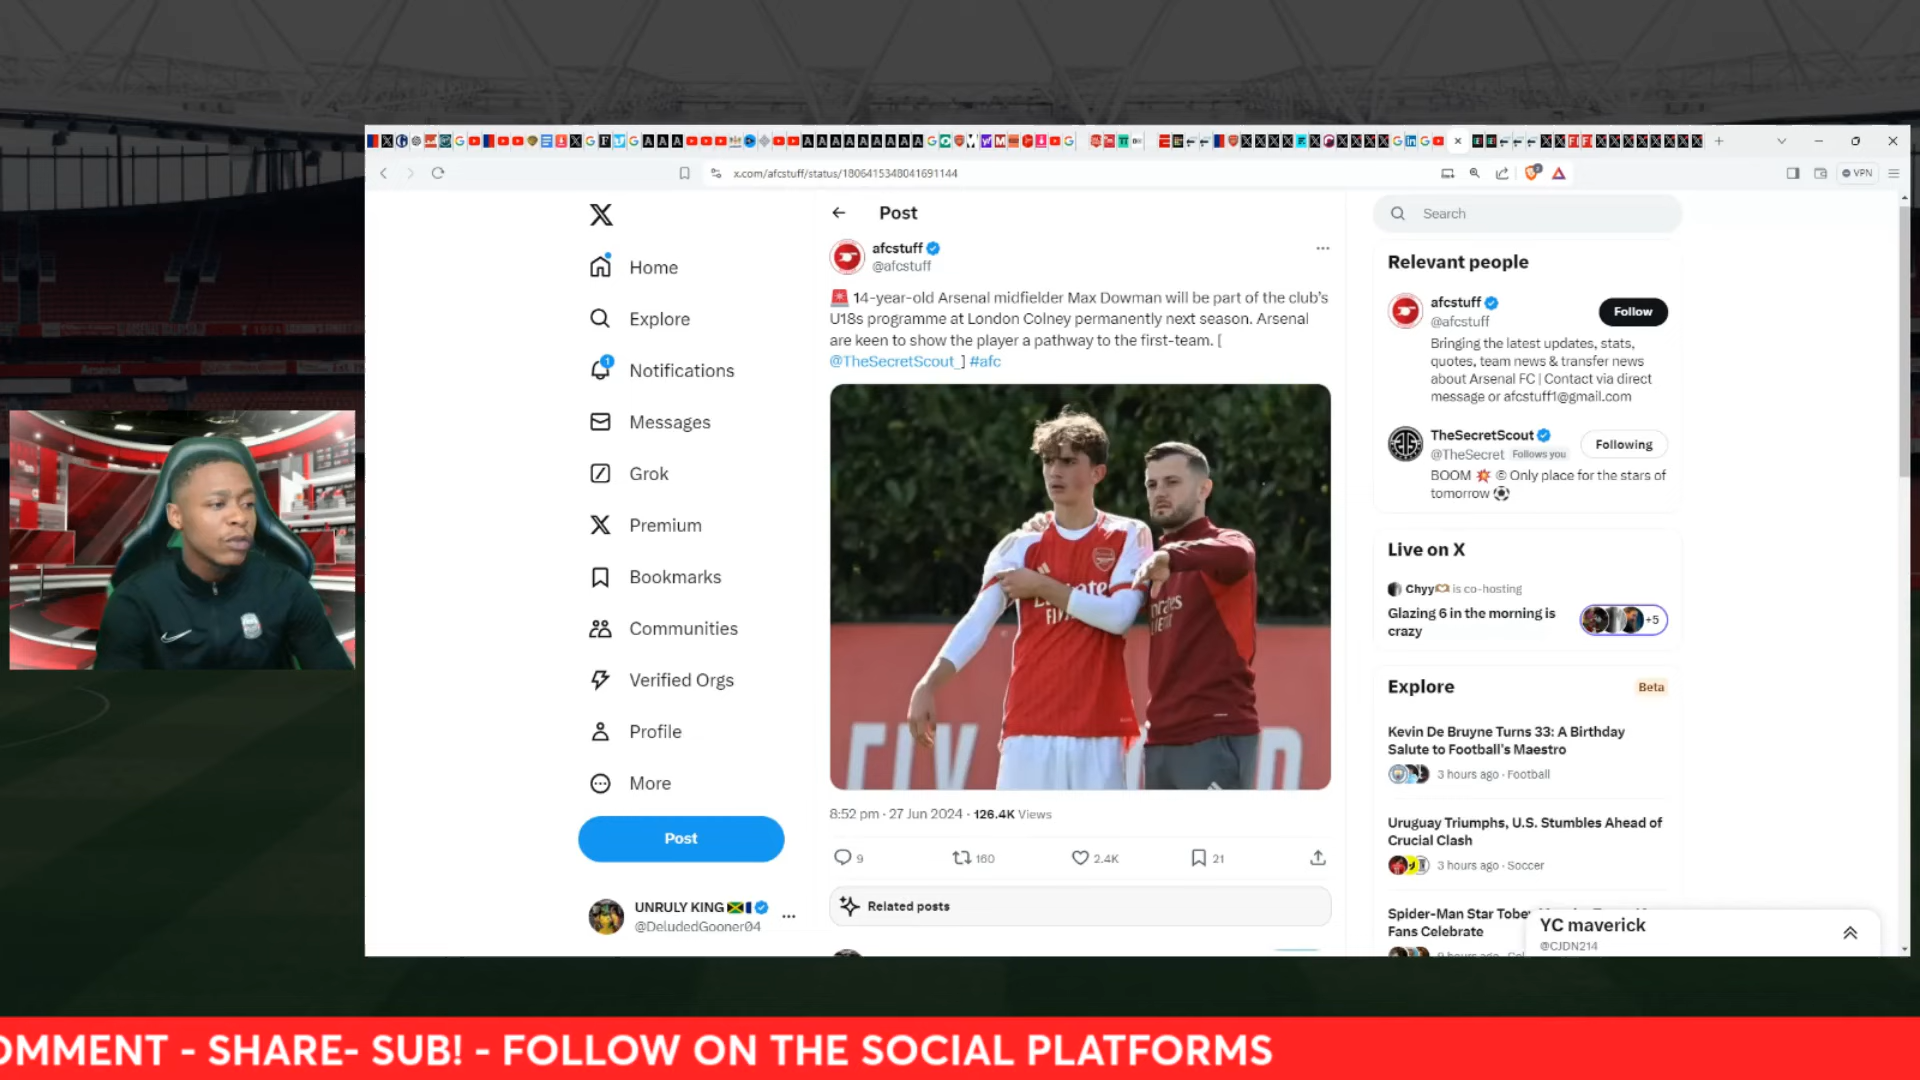 x.com/afcstuff/status/1806415348041691144
VPN
Home
Explore
Notifications
1
Messages
Grok
Premium
Bookmarks
Communities
Verified Orgs
Profile
More
Post
UNRULY KING
@DeludedGooner04
Post
afcstuff
@afcstuff
14-year-old Arsenal midfielder Max Dowman will be part of the club's
U18s programme at London Colney permanently next season. Arsenal
are keen to show the player a pathway to the first-team. [
@TheSecretScout_] #afc
8:52 pm · 27 Jun 2024 · 126.4K Views
9
160
2.4K
21
Related posts
Search
Relevant people
afcstuff
@afcstuff
Follow
Bringing the latest updates, stats,
quotes, team news & transfer news
about Arsenal FC | Contact via direct
message or afcstuff1@gmail.com
TheSecretScout
@TheSecret Follows you
Following
BOOM 💥 © Only place for the stars of
tomorrow ⚽
Live on X
Chyy is co-hosting
Glazing 6 in the morning is
crazy
+5
Explore
Beta
Kevin De Bruyne Turns 33: A Birthday
Salute to Football's Maestro
3 hours ago · Football
Uruguay Triumphs, U.S. Stumbles Ahead of
Crucial Clash
3 hours ago · Soccer
Spider-Man Star Tobe
Fans Celebrate
YC maverick
@CJDN214
Arsenal
OMMENT - SHARE- SUB! - FOLLOW ON THE SOCIAL PLATFORMS